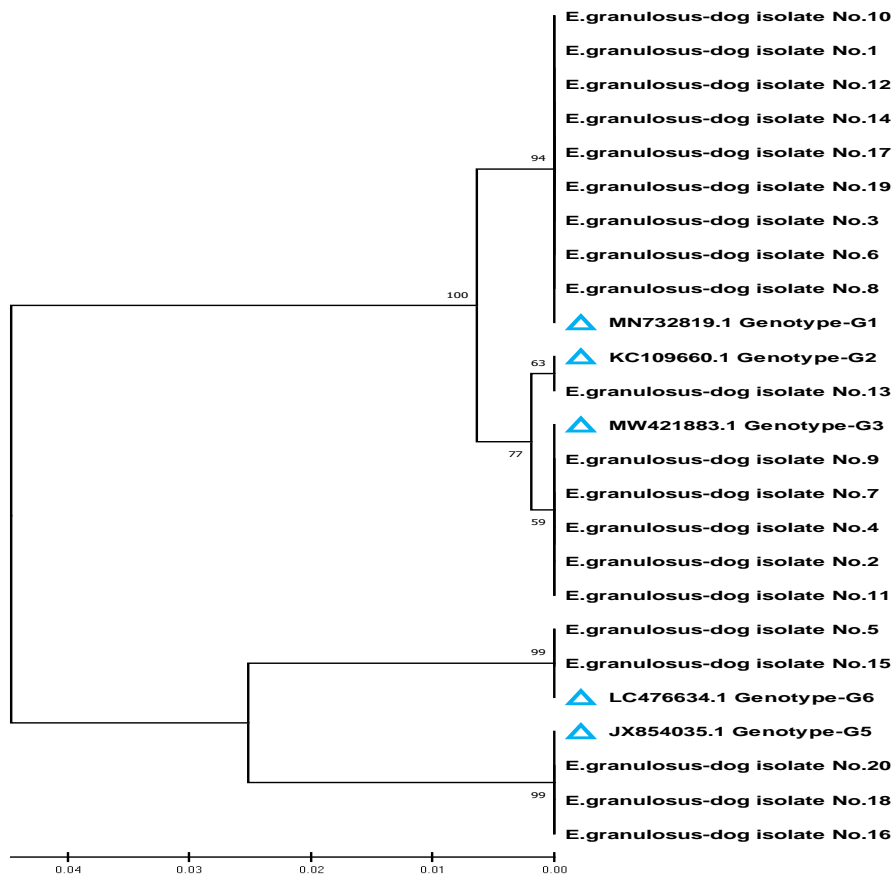 E.granulosus-dog isolate No.10
E.granulosus-dog isolate No.1
E.granulosus-dog isolate No.12
E.granulosus-dog isolate No.14
E.granulosus-dog isolate No.17
94
E.granulosus-dog isolate No.19
E.granulosus-dog isolate No.3
E.granulosus-dog isolate No.6
E.granulosus-dog isolate No.8
100
MN732819.1 Genotype-G1
KC109660.1 Genotype-G2
63
E.granulosus-dog isolate No.13
MW421883.1 Genotype-G3
77
E.granulosus-dog isolate No.9
E.granulosus-dog isolate No.7
59
E.granulosus-dog isolate No.4
E.granulosus-dog isolate No.2
E.granulosus-dog isolate No.11
E.granulosus-dog isolate No.5
99
E.granulosus-dog isolate No.15
LC476634.1 Genotype-G6
JX854035.1 Genotype-G5
E.granulosus-dog isolate No.20
99
E.granulosus-dog isolate No.18
E.granulosus-dog isolate No.16
0.04 0.03 0.02 0.01 0.00